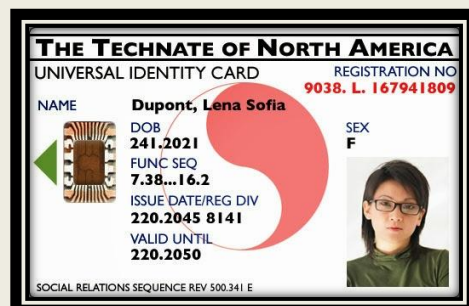 THE TECHNATE OF NORTH AMERICA
UNIVERSAL IDENTITY CARD
REGISTRATION NO
9038. L. 167941809
NAME
Dupont, Lena Sofia
DOB
241.2021
SEX
F
FUNC SEQ
7.38...16.2
ISSUE DATE/REG DIV
220.2045 8141
VALID UNTIL
220.2050
SOCIAL RELATIONS SEQUENCE REV 500.341 E